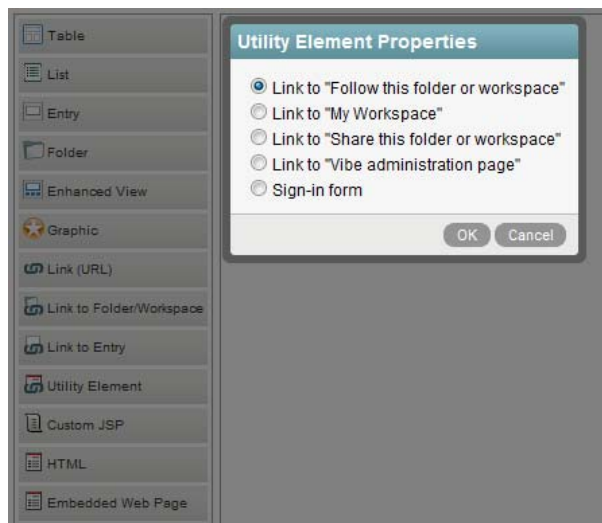 Table
List
Entry
Folder
Enhanced View
Graphic
Link (URL)
Link to Folder/Workspace
Link to Entry
Utility Element
Custom JSP
HTML
Embedded Web Page
Utility Element Properties
Link to "Follow this folder or workspace"
Link to "My Workspace"
Link to "Share this folder or workspace"
Link to "Vibe administration page"
Sign-in form
OK Cancel